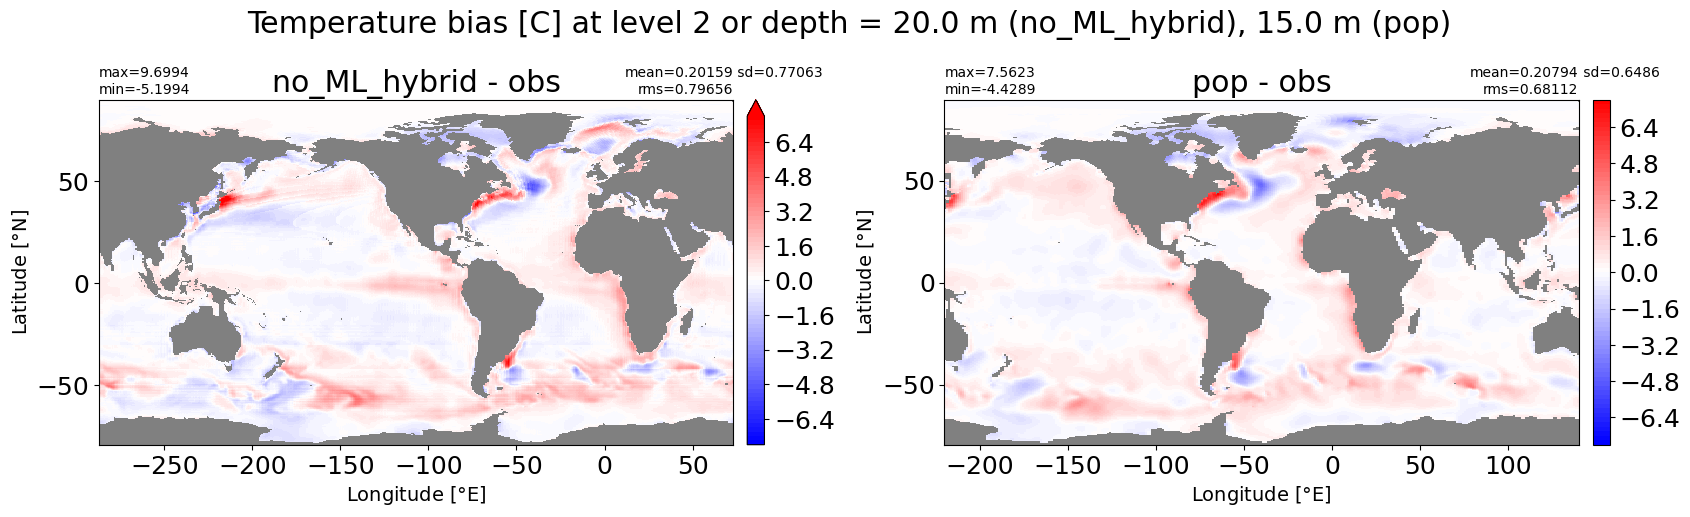 Temperature bias [C] at level 2 or depth = 20.0 m (no_ML_hybrid), 15.0 m (pop)
max=9.6994
min=-5.1994
no_ML_hybrid - obs
mean=0.20159 sd=0.77063
rms=0.79656
Latitude [°N]
50
0
−50
−250
−200
−150
−100
−50
0
50
Longitude [°E]
6.4
4.8
3.2
1.6
0.0
−1.6
−3.2
−4.8
−6.4
max=7.5623
min=-4.4289
pop - obs
mean=0.20794 sd=0.6486
rms=0.68112
Latitude [°N]
50
0
−50
−200
−150
−100
−50
0
50
100
Longitude [°E]
6.4
4.8
3.2
1.6
0.0
−1.6
−3.2
−4.8
−6.4